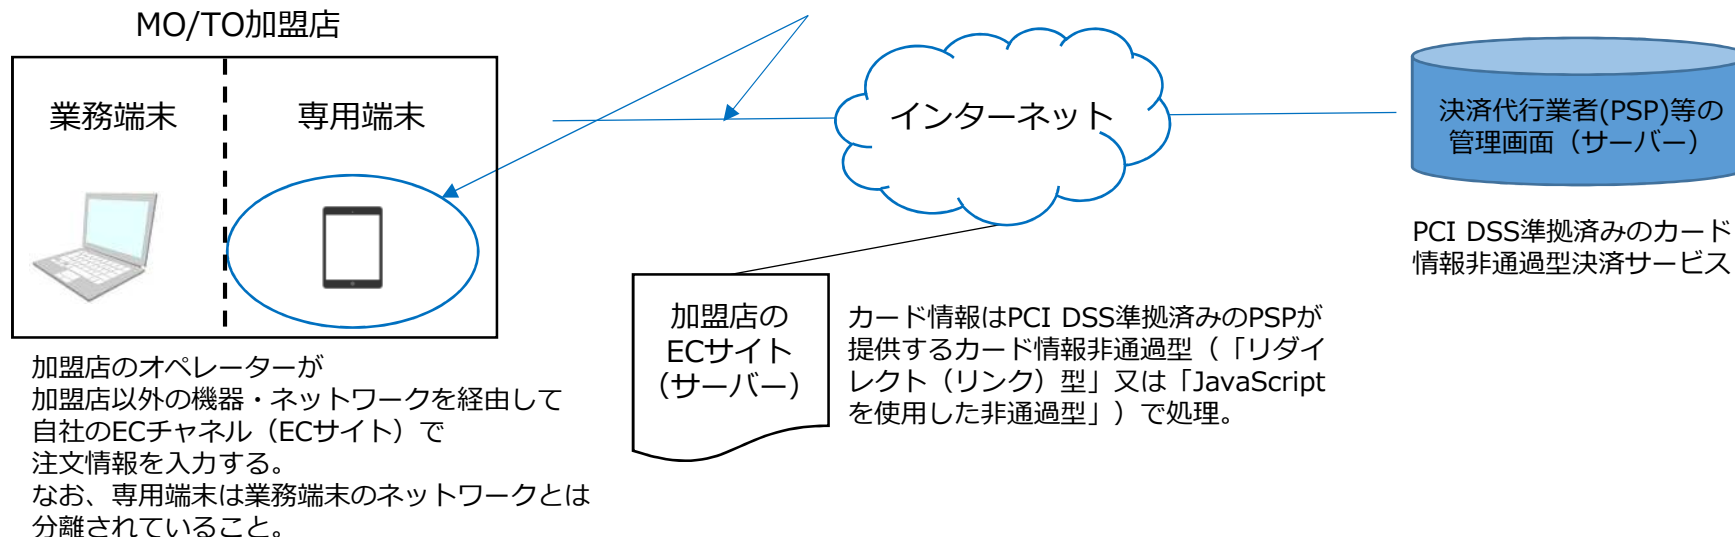 MO/TO加盟店
業務端末
専用端末
インターネット
決済代行業者(PSP)等の
管理画面（サーバー）
PCI DSS準拠済みのカード
情報非通過型決済サービス
加盟店の
ECサイト
（サーバー）
カード情報はPCI DSS準拠済みのPSPが
提供するカード情報非通過型（「リダイ
レクト（リンク）型」又は「JavaScript
を使用した非通過型」）で処理。
加盟店のオペレーターが
加盟店以外の機器・ネットワークを経由して
自社のECチャネル（ECサイト）で
注文情報を入力する。
なお、専用端末は業務端末のネットワークとは
分離されていること。